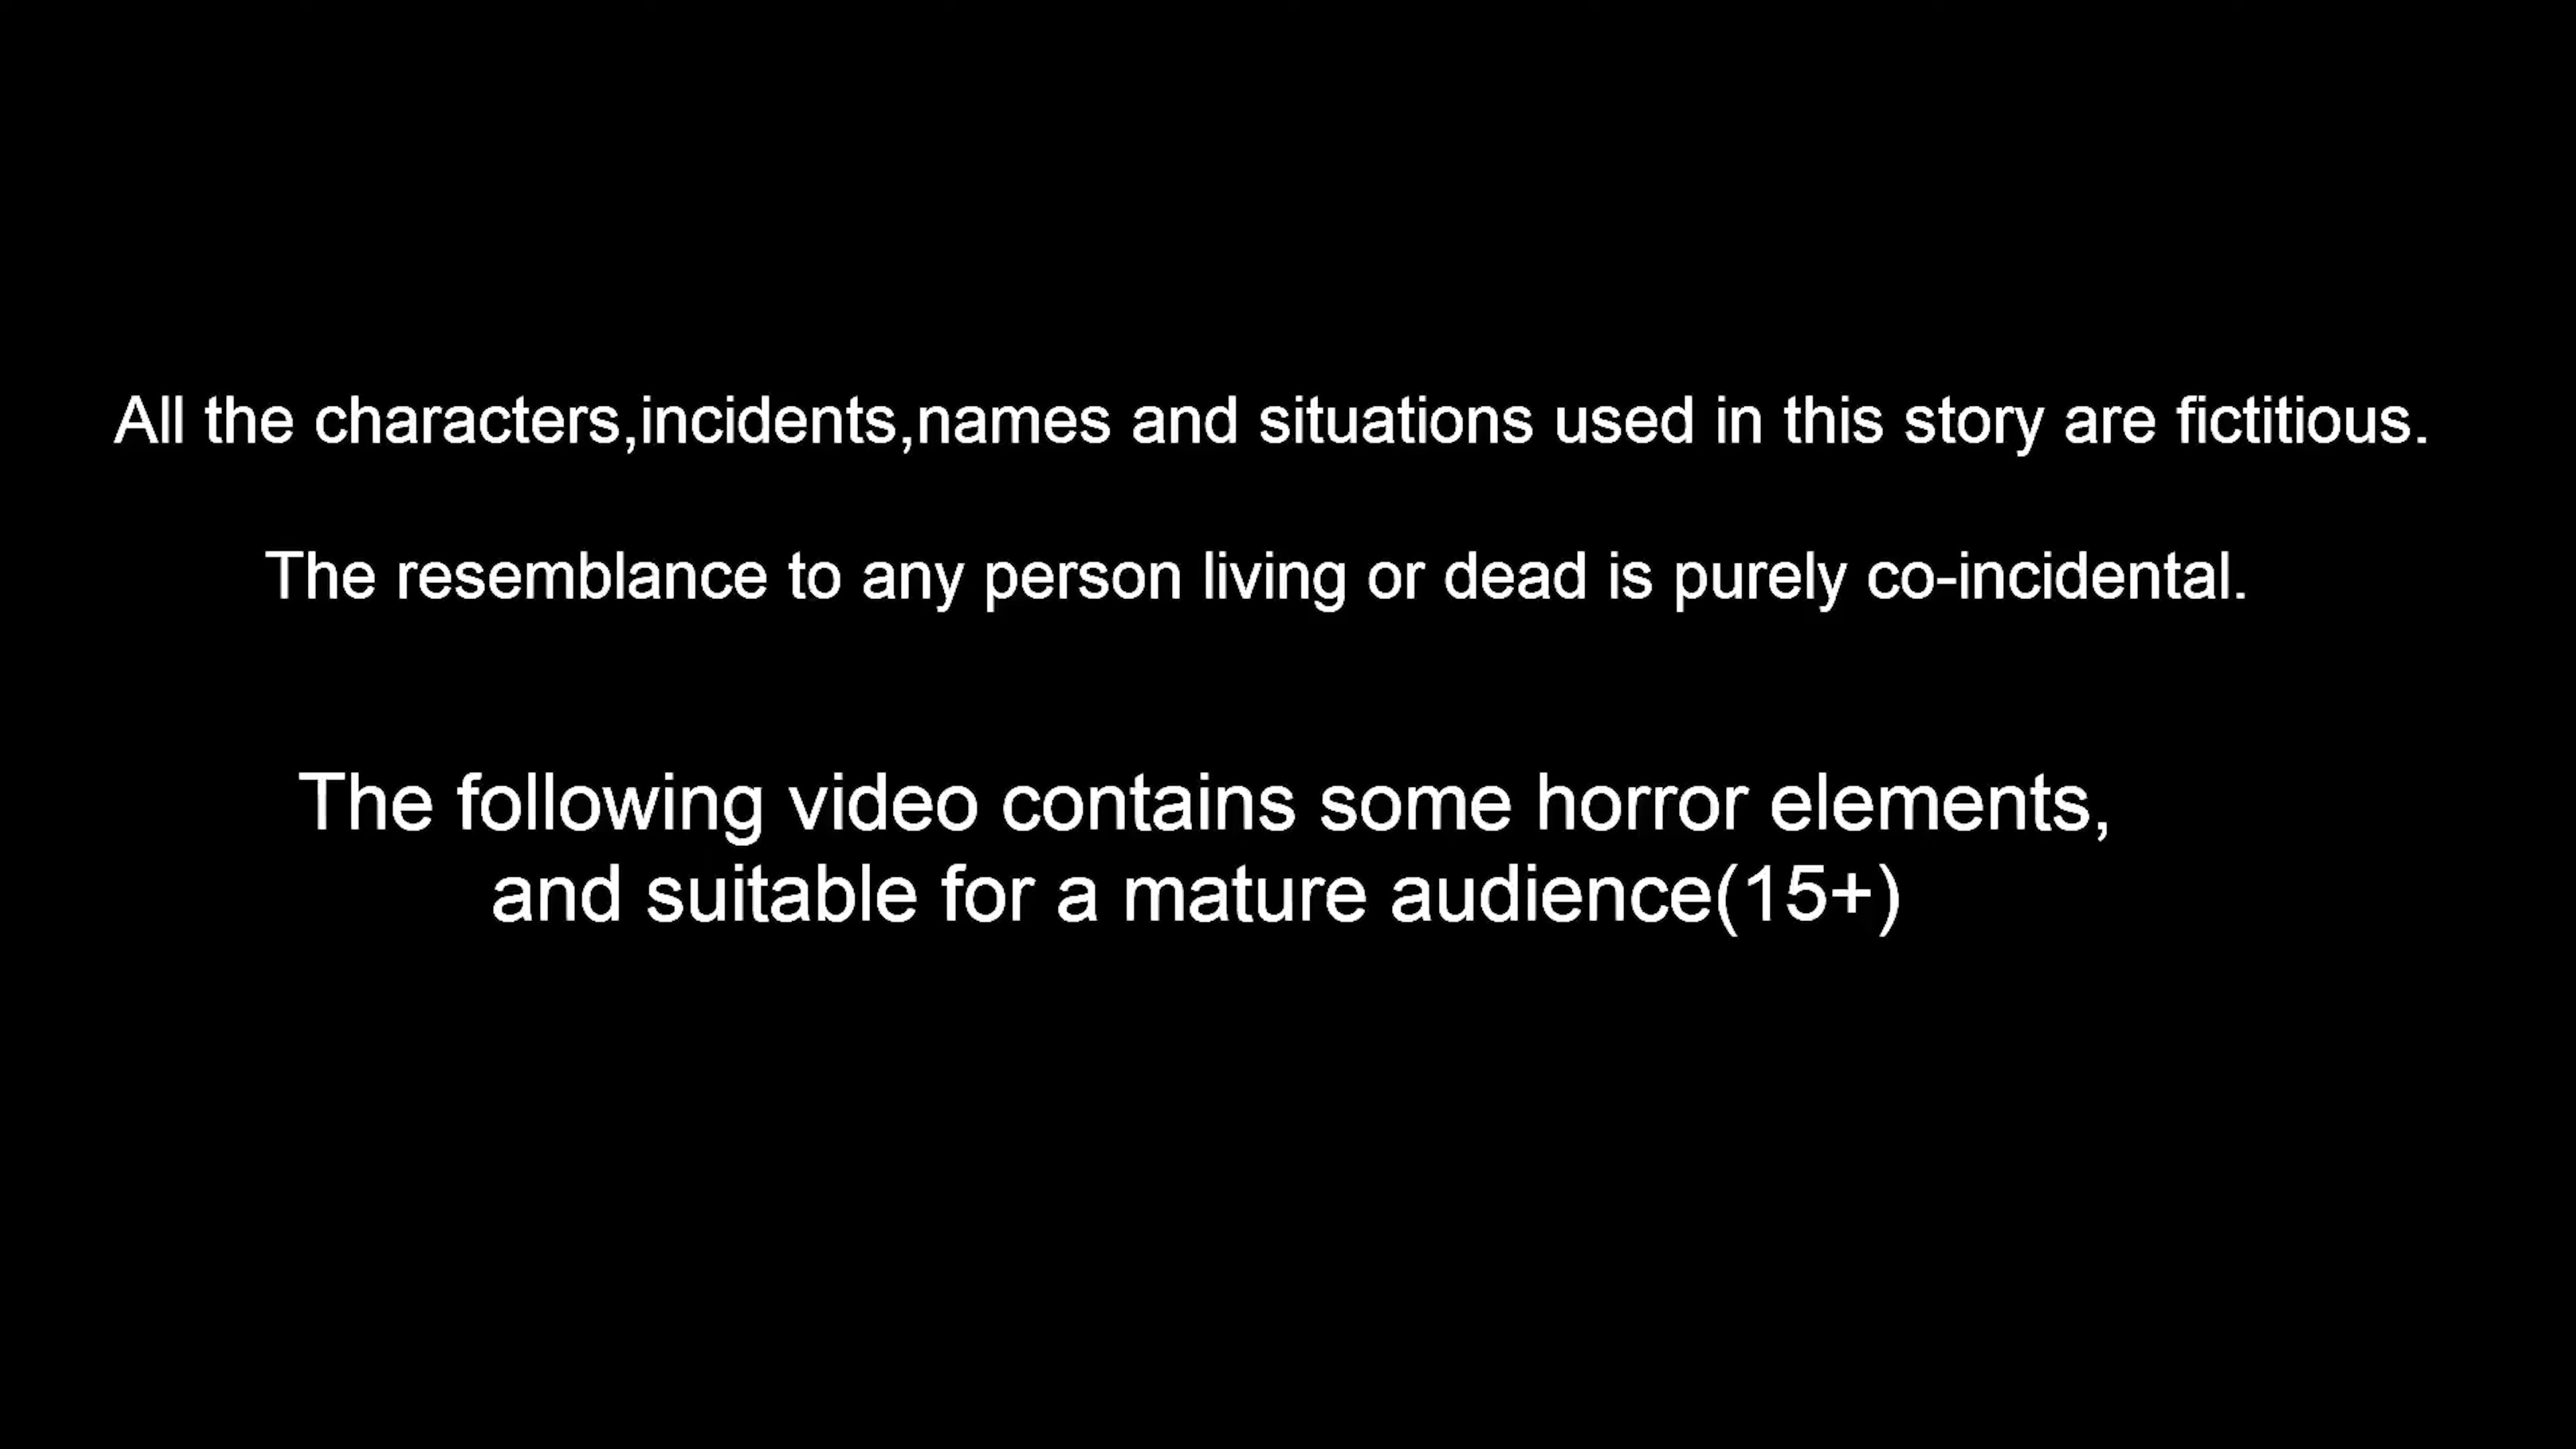 All the characters,incidents,names and situations used in this story are fictitious.
The resemblance to any person living or dead is purely co-incidental.
The following video contains some horror elements,
and suitable for a mature audience(15+)